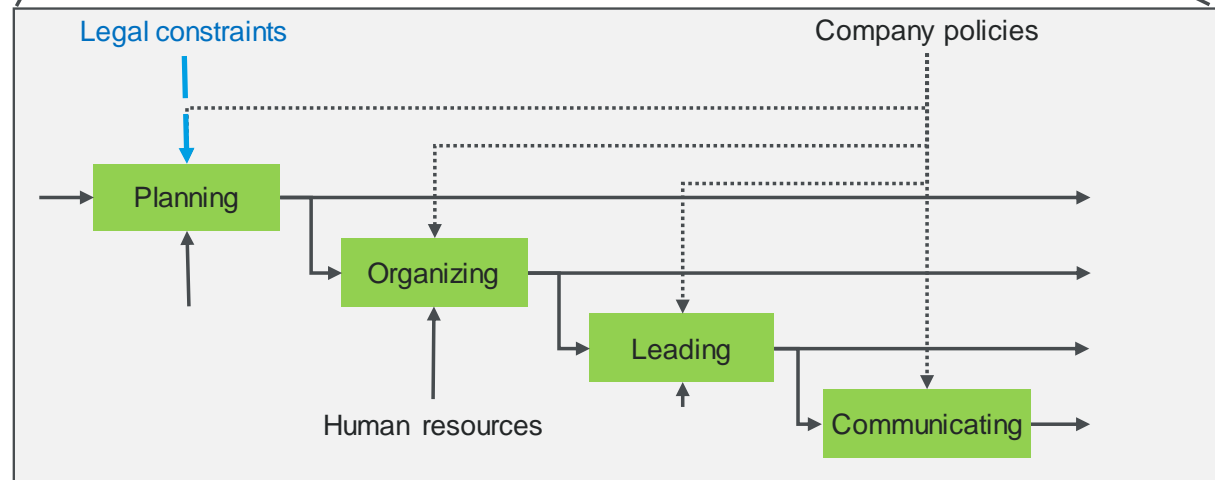 Legal constraints
Company policies
Planning
Organizing
Leading
Human resources
Communicating